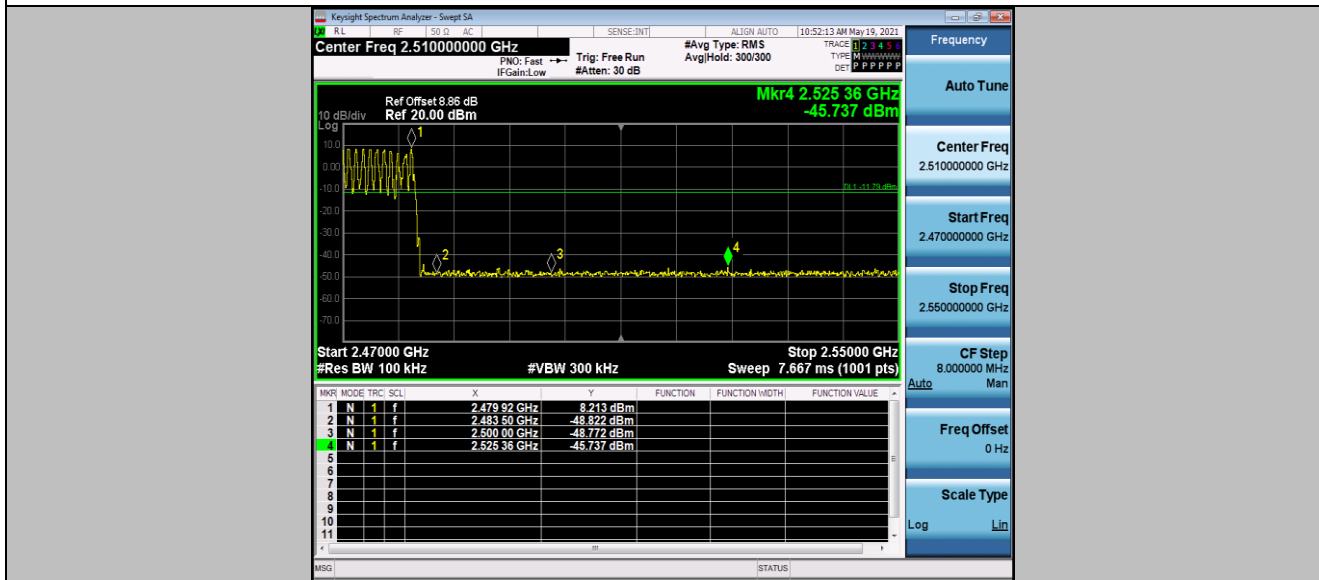 Keysight Spectrum Analyzer - Swept SA
RL RF 50 Ω AC SENSE:INT ALIGN AUTO 10:52:13 AM May 19, 2021
Center Freq 2.510000000 GHz
PNO: Fast
IFGain:Low
Trig: Free Run
#Atten: 30 dB
#Avg Type: RMS
Avg|Hold: 300/300
TRACE 1 2 3 4 5 6
TYPE M WWWWW
DET P P P P P P
Mkr4 2.525 36 GHz
-45.737 dBm
Ref Offset 8.86 dB
10 dB/div Ref 20.00 dBm
Log
10.0
0.00
-10.0
-20.0
-30.0
-40.0
-50.0
-60.0
-70.0
1
2
3
4
DL1 -11.79 dBm
Start 2.47000 GHz Stop 2.55000 GHz
#Res BW 100 kHz #VBW 300 kHz Sweep 7.667 ms (1001 pts)
MKR MODE TRC SCL X Y FUNCTION FUNCTION WIDTH FUNCTION VALUE
1 N 1 f 2.479 92 GHz 8.213 dBm
2 N 1 f 2.483 50 GHz -48.822 dBm
3 N 1 f 2.500 00 GHz -48.772 dBm
4 N 1 f 2.525 36 GHz -45.737 dBm
5
6
7
8
9
10
11
MSG STATUS
Frequency
Auto Tune
Center Freq
2.510000000 GHz
Start Freq
2.470000000 GHz
Stop Freq
2.550000000 GHz
CF Step
8.000000 MHz
Auto Man
Freq Offset
0 Hz
Scale Type
Log Lin